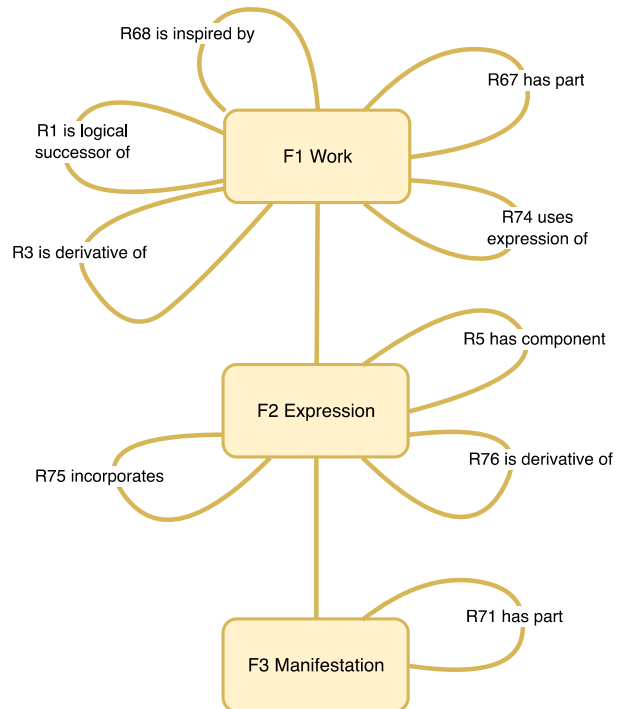 R68 is inspired by
R67 has part
R1 is logical
successor of
F1 Work
R74 uses
expression of
R3 is derivative of
R5 has component
F2 Expression
R76 is derivative of
R75 incorporates
R71 has part
F3 Manifestation